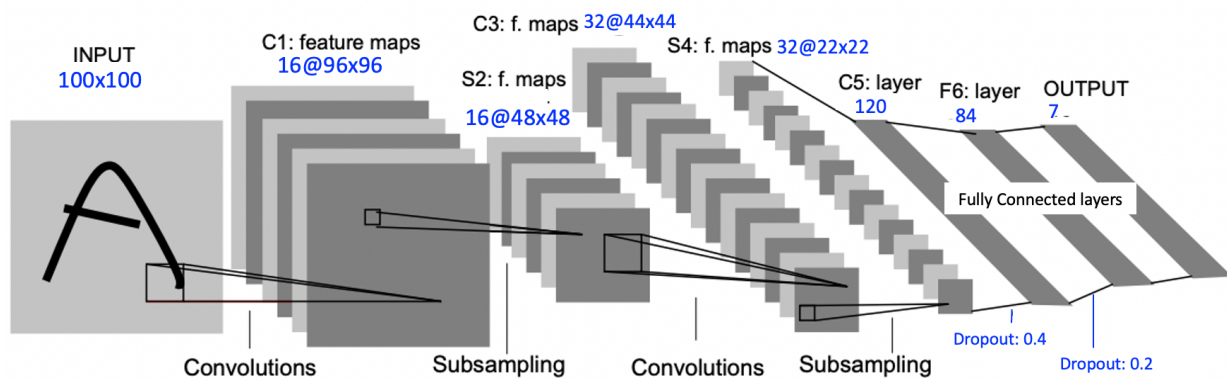 INPUT
100x100
C1: feature maps
16@96x96
S2: f. maps
16@48x48
C3: f. maps 32@44x44
S4: f. maps 32@22x22
C5: layer
120
F6: layer
84
OUTPUT
7
Fully Connected layers
Convolutions
Subsampling
Convolutions
Subsampling
Dropout: 0.4
Dropout: 0.2